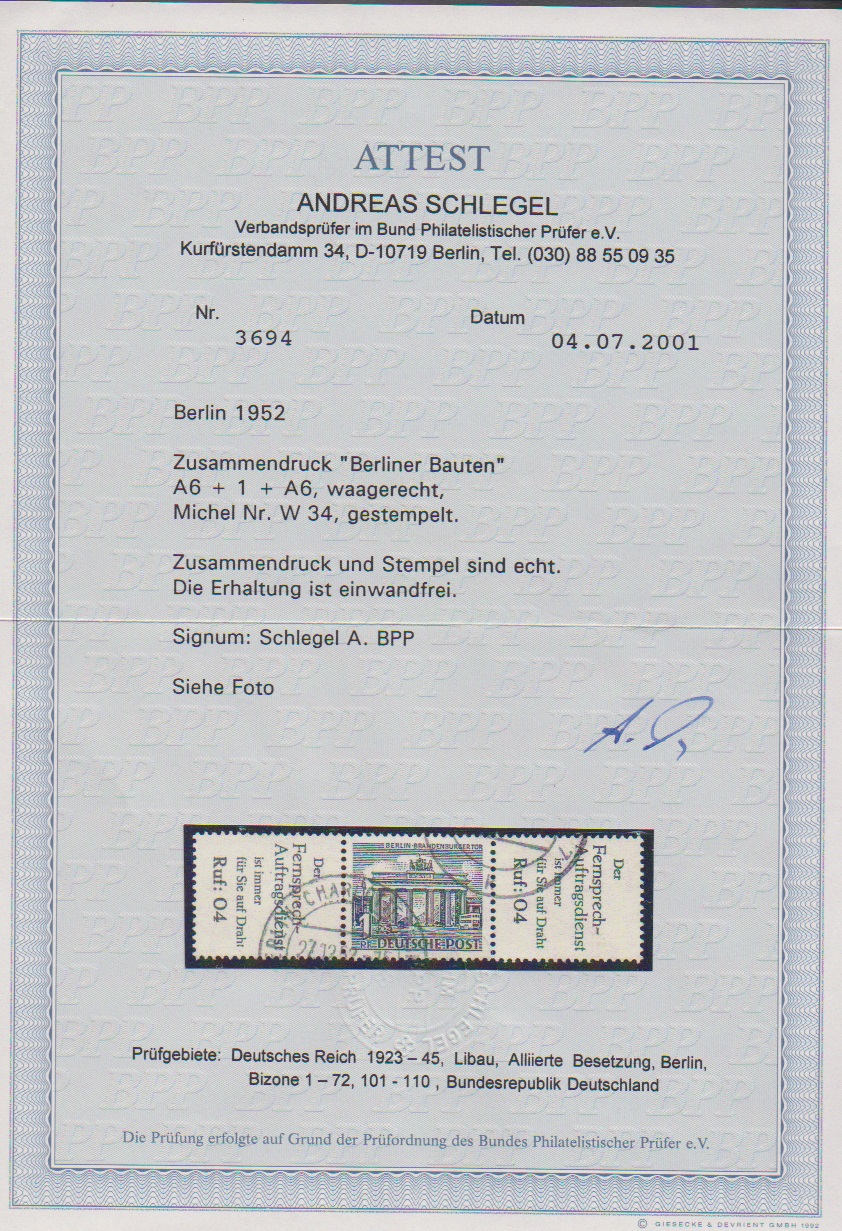 ATTEST
ANDREAS SCHLEGEL
Verbandsprüfer im Bund Philatelistischer Prüfer e.V.
Kurfürstendamm 34, D-10719 Berlin, Tel. (030) 88 55 09 35
Nr. Datum
3694 04.07.2001
Berlin 1952
Zusammendruck "Berliner Bauten"
A6 + 1 + A6, waagerecht,
Michel Nr. W 34, gestempelt.
Zusammendruck und Stempel sind echt.
Die Erhaltung ist einwandfrei.
Signum: Schlegel A. BPP
Siehe Foto
Der
Fernsprech-
Auftragsdienst
ist immer
für Sie auf Draht
Ruf: 04
BERLIN-BRANDENBURGER TOR
DEUTSCHE POST
Der
Fernsprech-
Auftragsdienst
ist immer
für Sie auf Draht
Ruf: 04
SCHLEGEL
PRÜFER
Prüfgebiete: Deutsches Reich 1923 – 45, Libau, Alliierte Besetzung, Berlin,
Bizone 1 – 72, 101 - 110 , Bundesrepublik Deutschland
Die Prüfung erfolgte auf Grund der Prüfordnung des Bundes Philatelistischer Prüfer e.V.
© GIESECKE & DEVRIENT GMBH 1992